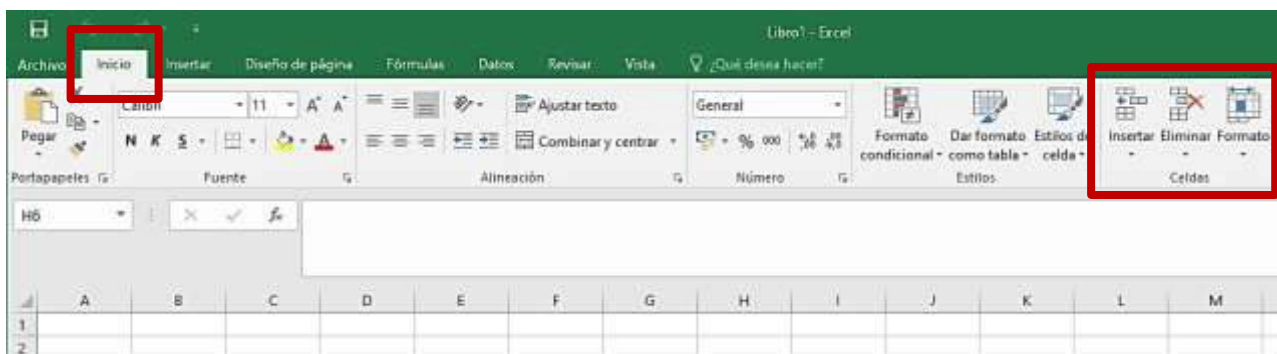 Libro1 - Excel
Archivo Inicio Insertar Diseño de página Fórmulas Datos Revisar Vista ¿Qué desea hacer?
Calibri 11 A A Ajustar texto General
Pegar N K S A Combinar y centrar % 000 Formato condicional Dar formato como tabla Estilos de celda Insertar Eliminar Formato
Portapapeles Fuente Alineación Número Estilos Celdas
H6 fx
A B C D E F G H I J K L M
1
2